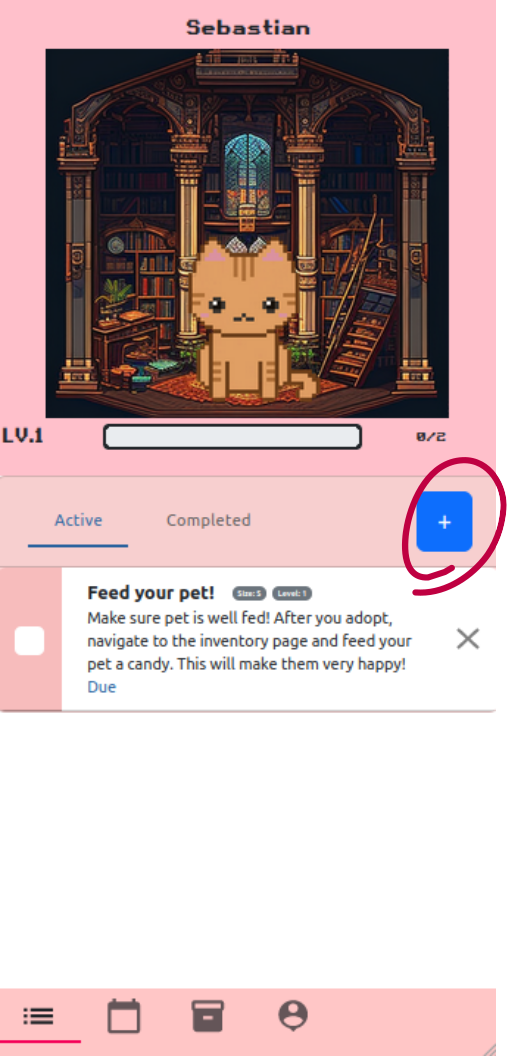 Sebastian
LV.1
0/2
Active
Completed
+
Feed your pet! Size: S Level: 1
Make sure pet is well fed! After you adopt,
navigate to the inventory page and feed your
pet a candy. This will make them very happy!
Due